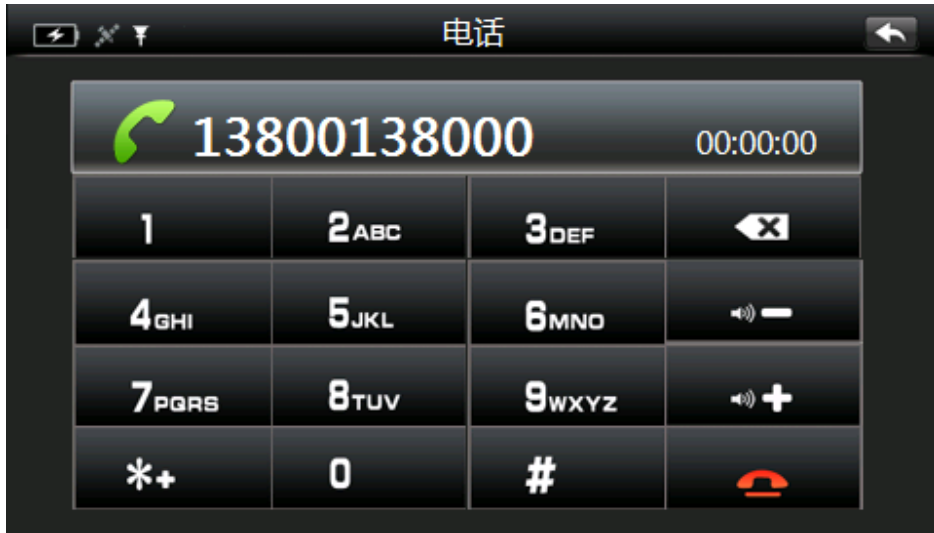 电话
13800138000 00:00:00
1 2ABC 3DEF
4GHI 5JKL 6MNO
7PQRS 8TUV 9WXYZ
*+ 0 #